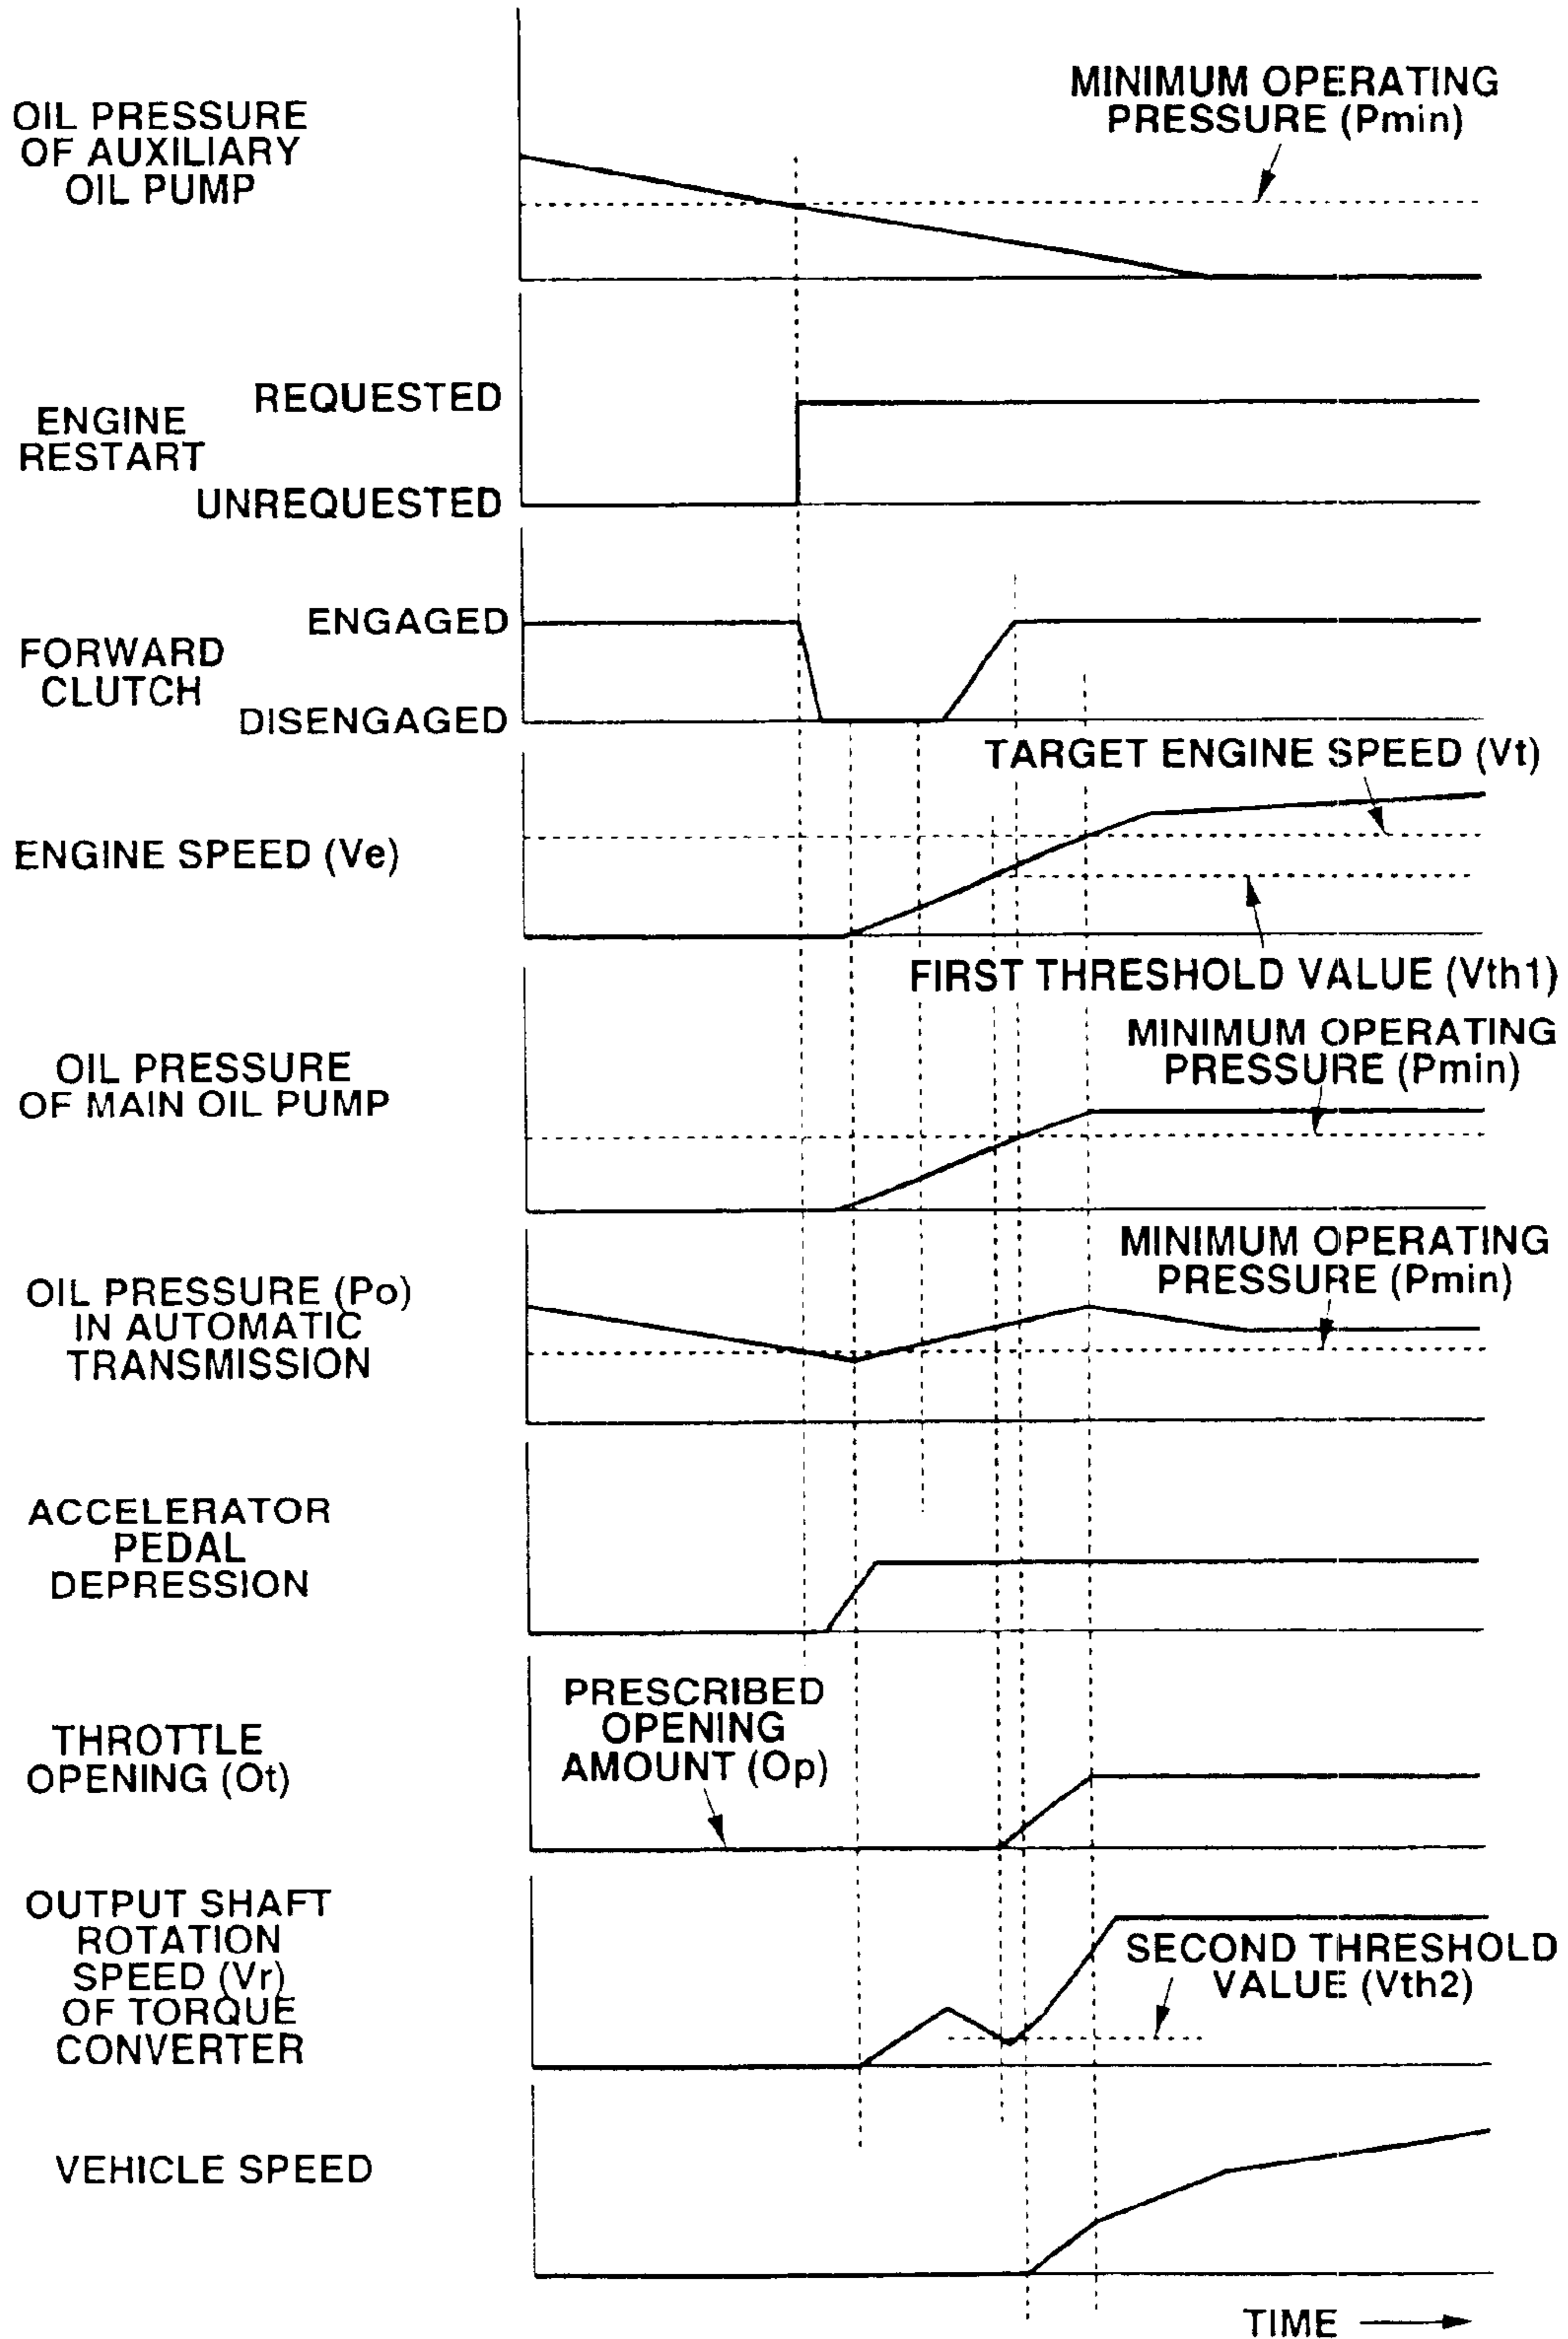 MINIMUM OPERATING
PRESSURE (Pmin)
OIL PRESSURE
OF AUXILIARY
OIL PUMP
REQUESTED
ENGINE
RESTART
UNREQUESTED
ENGAGED
FORWARD
CLUTCH
DISENGAGED
TARGET ENGINE SPEED (Vt)
ENGINE SPEED (Ve)
FIRST THRESHOLD VALUE (Vth1)
MINIMUM OPERATING
PRESSURE (Pmin)
OIL PRESSURE
OF MAIN OIL PUMP
MINIMUM OPERATING
PRESSURE (Pmin)
OIL PRESSURE (Po)
IN AUTOMATIC
TRANSMISSION
ACCELERATOR
PEDAL
DEPRESSION
PRESCRIBED
OPENING
AMOUNT (Op)
THROTTLE
OPENING (Ot)
OUTPUT SHAFT
ROTATION
SPEED (Vr)
OF TORQUE
CONVERTER
SECOND THRESHOLD
VALUE (Vth2)
VEHICLE SPEED
TIME